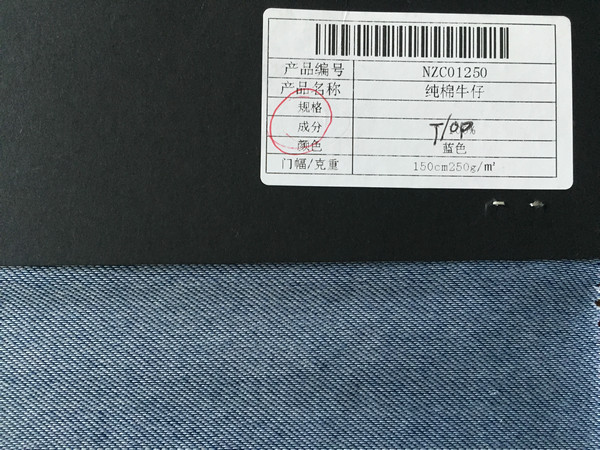 产品编号 NZC01250
产品名称 纯棉牛仔
规格
成分
颜色 蓝色
门幅/克重 150cm250g/㎡